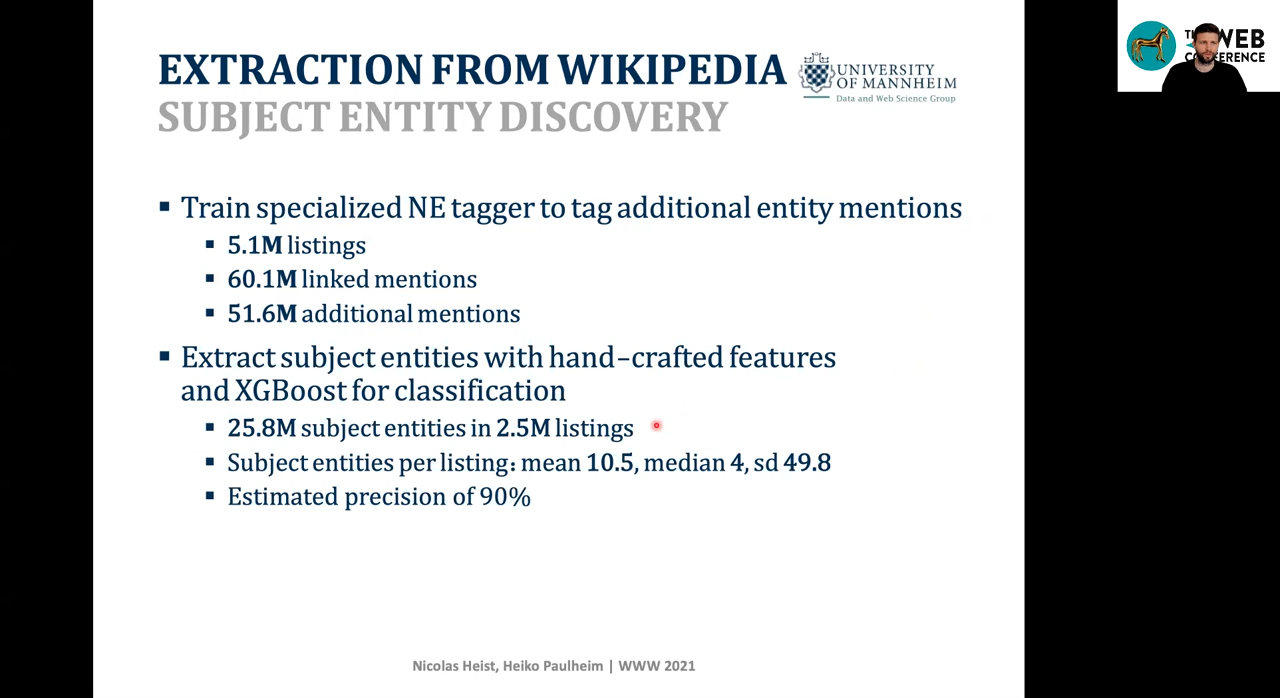 EXTRACTION FROM WIKIPEDIA
SUBJECT ENTITY DISCOVERY
UNIVERSITY
OF MANNHEIM
Data and Web Science Group
WEB
▪ Train specialized NE tagger to tag additional entity mentions
▪ 5.1M listings
▪ 60.1M linked mentions
▪ 51.6M additional mentions
▪ Extract subject entities with hand-crafted features
and XGBoost for classification
▪ 25.8M subject entities in 2.5M listings
▪ Subject entities per listing: mean 10.5, median 4, sd 49.8
▪ Estimated precision of 90%
Nicolas Heist, Heiko Paulheim | WWW 2021